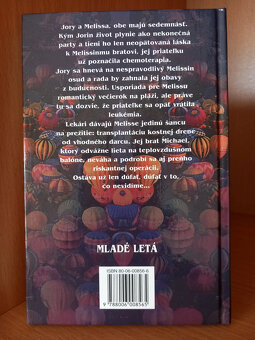 Jory a Melissa, obe majú sedemnásť.
Kým Jorin život plynie ako nekonečná
party a tieni ho len neopätovaná láska
k Melissinmu bratovi, jej priateľku
už poznačila chemoterapia.
Jory sa hnevá na nespravodlivý Melissin
osud a rada by zahnala jej obavy
z budúcnosti. Usporiada pre Melissu
romantický večierok na pláži, ale práve
tu sa dozvie, že priateľke sa opäť vrátila
leukémia.
Lekári dávajú Melisse jedinú šancu
na prežitie: transplantáciu kostnej drene
od vhodného darcu. Jej brat Michael,
ktorý odvážne lieta na teplovzdušnom
balóne, neváha a podrobí sa aj preňho
riskantnej operácii.
Ostáva už len dúfať, dúfať v to,
čo nevidíme...
MLADÉ LETÁ
ISBN 80-06-00856-6
9 788006 008565